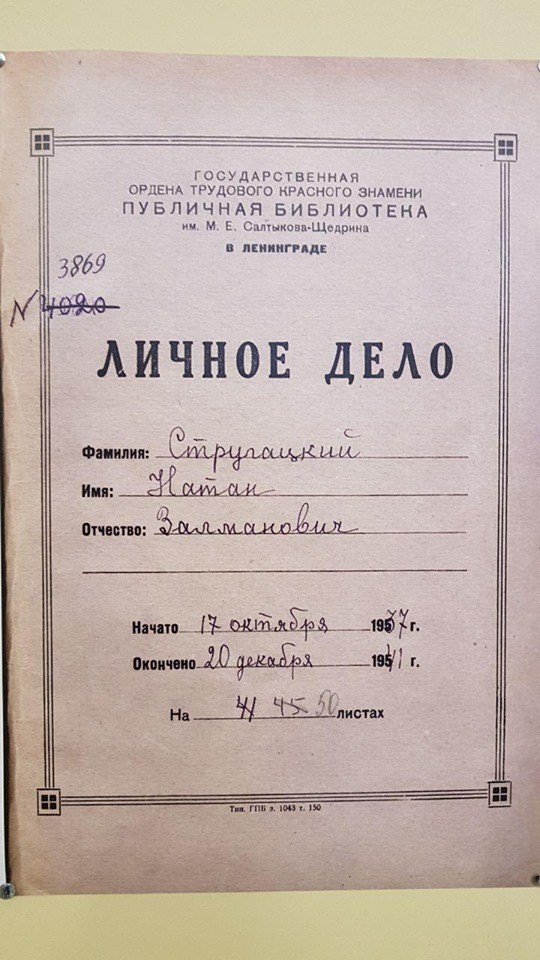 ГОСУДАРСТВЕННАЯ
ОРДЕНА ТРУДОВОГО КРАСНОГО ЗНАМЕНИ
ПУБЛИЧНАЯ БИБЛИОТЕКА
им. М. Е. Салтыкова-Щедрина
В ЛЕНИНГРАДЕ
3869
N 4020
ЛИЧНОЕ ДЕЛО
Фамилия: Стругацкий
Имя: Натан
Отчество: Залманович
Начато 17 октября 1937 г.
Окончено 20 декабря 1941 г.
На 41 45 50 листах
Тип. ГПБ з. 1043 т. 150